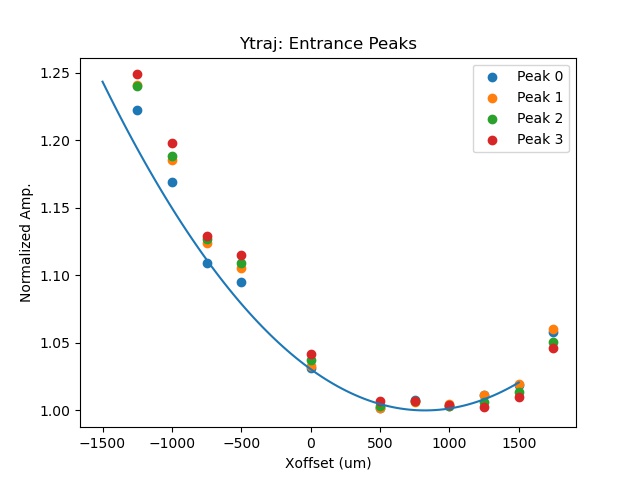 Ytraj: Entrance Peaks
Peak 0
Peak 1
Peak 2
Peak 3
Normalized Amp.
1.25
1.20
1.15
1.10
1.05
1.00
−1500 −1000 −500 0 500 1000 1500
Xoffset (um)